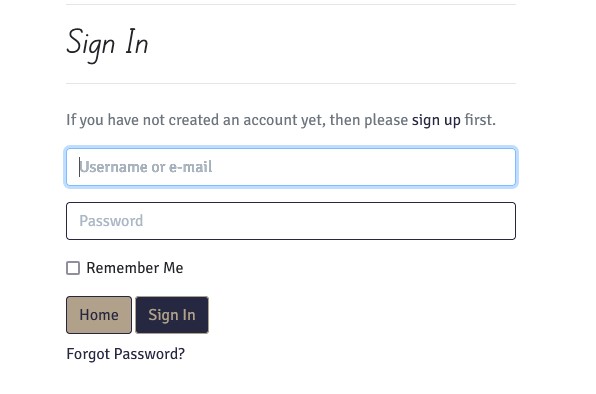 Sign In
If you have not created an account yet, then please sign up first.
Username or e-mail
Password
Remember Me
Home Sign In
Forgot Password?